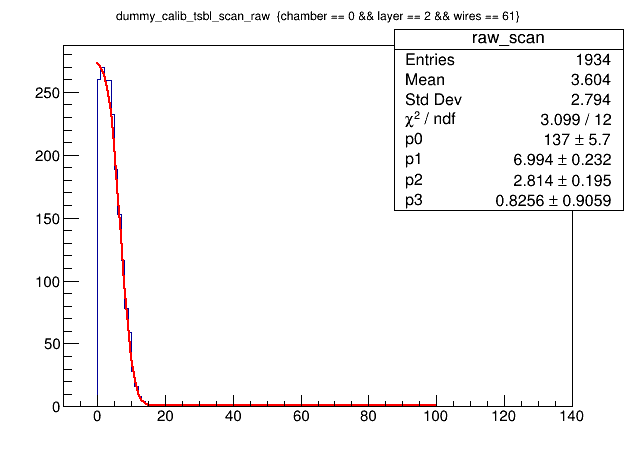 dummy_calib_tsbl_scan_raw {chamber == 0 && layer == 2 && wires == 61}
raw_scan
Entries 1934
Mean 3.604
Std Dev 2.794
χ² / ndf 3.099 / 12
p0 137 ± 5.7
p1 6.994 ± 0.232
p2 2.814 ± 0.195
p3 0.8256 ± 0.9059
250
200
150
100
50
0
0 20 40 60 80 100 120 140